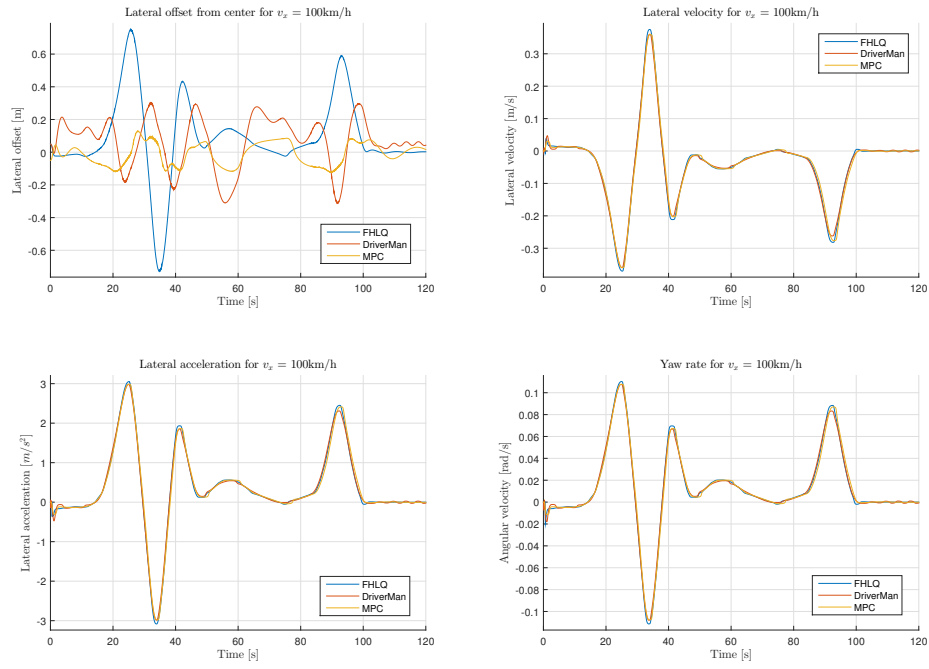 Lateral offset from center for vₓ = 100km/h
Lateral offset [m]
0.6
0.4
0.2
0
-0.2
-0.4
-0.6
0 20 40 60 80 100 120
Time [s]
FHLQ
DriverMan
MPC
Lateral velocity for vₓ = 100km/h
Lateral velocity [m/s]
0.3
0.2
0.1
0
-0.1
-0.2
-0.3
0 20 40 60 80 100 120
Time [s]
FHLQ
DriverMan
MPC
Lateral acceleration for vₓ = 100km/h
Lateral acceleration [m/s²]
3
2
1
0
-1
-2
-3
0 20 40 60 80 100 120
Time [s]
FHLQ
DriverMan
MPC
Yaw rate for vₓ = 100km/h
Angular velocity [rad/s]
0.1
0.08
0.06
0.04
0.02
0
-0.02
-0.04
-0.06
-0.08
-0.1
0 20 40 60 80 100 120
Time [s]
FHLQ
DriverMan
MPC